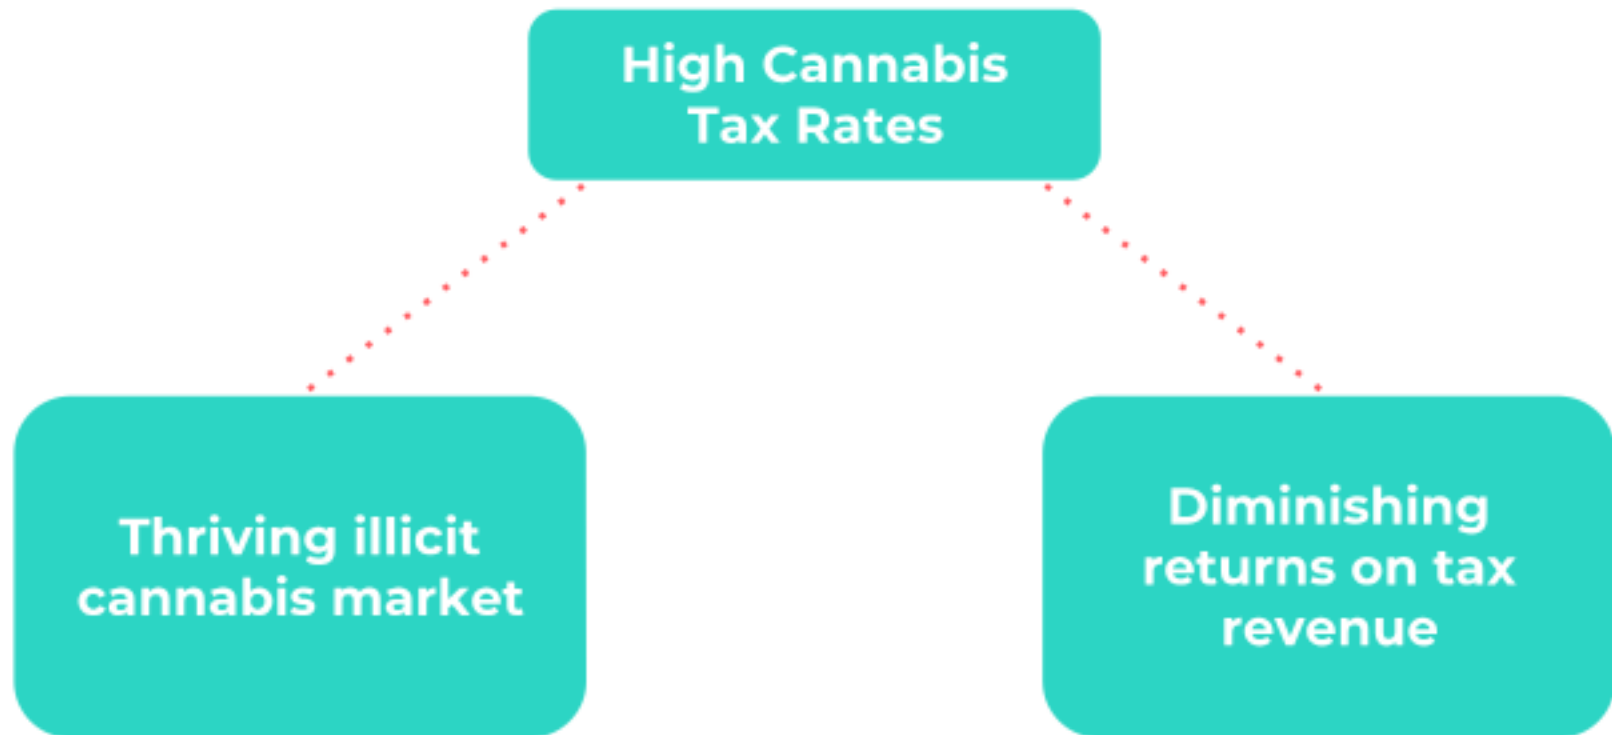 High Cannabis
Tax Rates
Thriving illicit
cannabis market
Diminishing
returns on tax
revenue